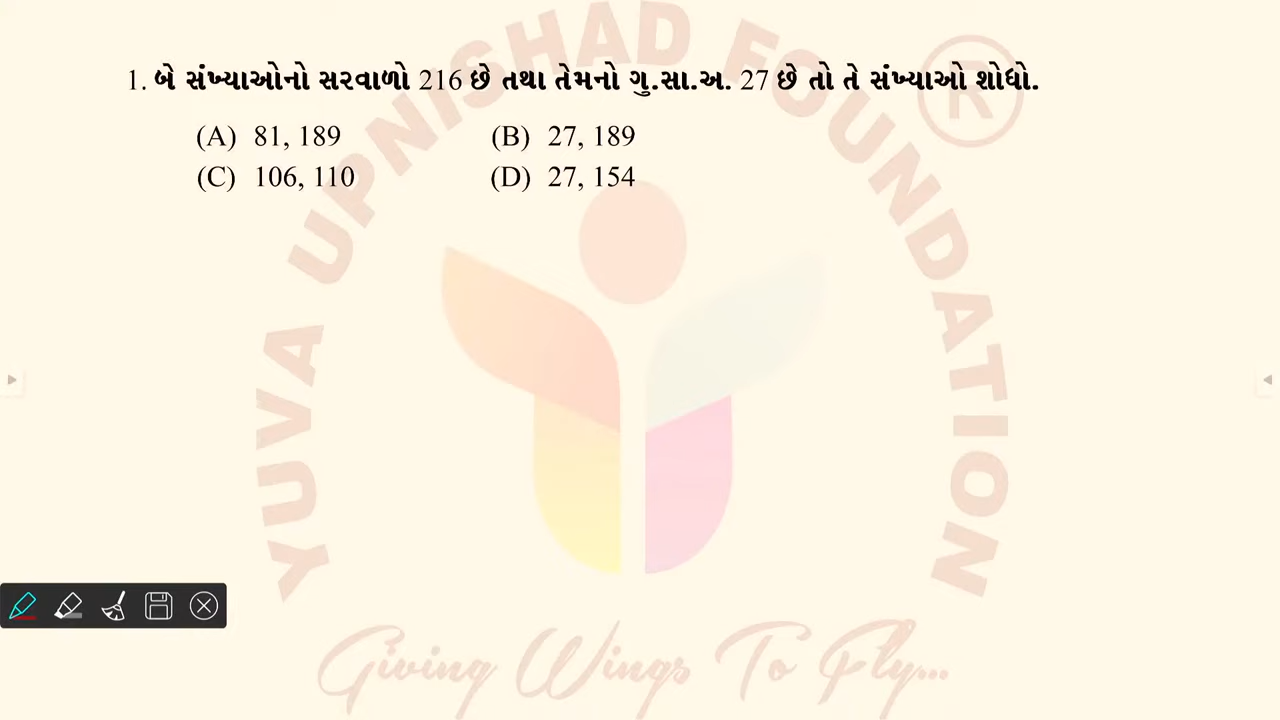 YUVA UPNISHAD FOUNDATION
®
1. બે સંખ્યાઓનો સરવાળો 216 છે તથા તેમનો ગુ.સા.અ. 27 છે તો તે સંખ્યાઓ શોધો.
(A) 81, 189 (B) 27, 189
(C) 106, 110 (D) 27, 154
Giving Wings To Fly...